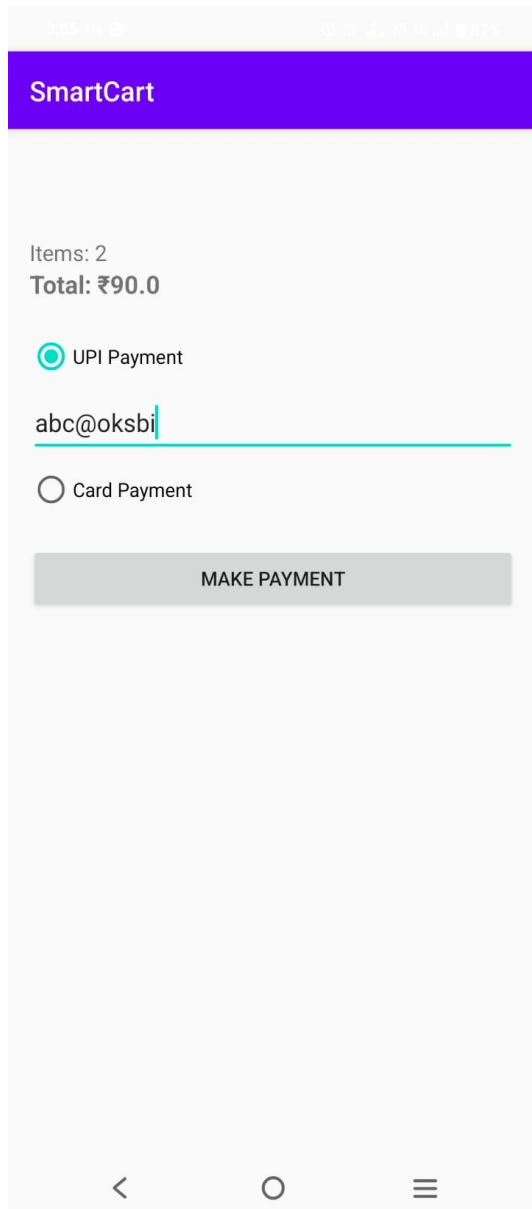 SmartCart
Items: 2
Total: ₹90.0
UPI Payment
abc@oksbi
Card Payment
MAKE PAYMENT